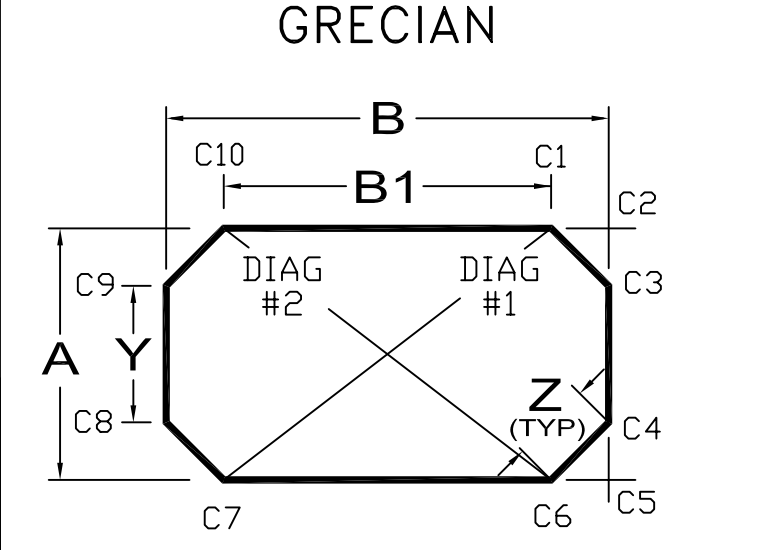 GRECIAN
B
C10
C1
B1
C2
DIAG
#2
DIAG
#1
C9
C3
A
Y
Z
(TYP)
C8
C4
C7
C6
C5